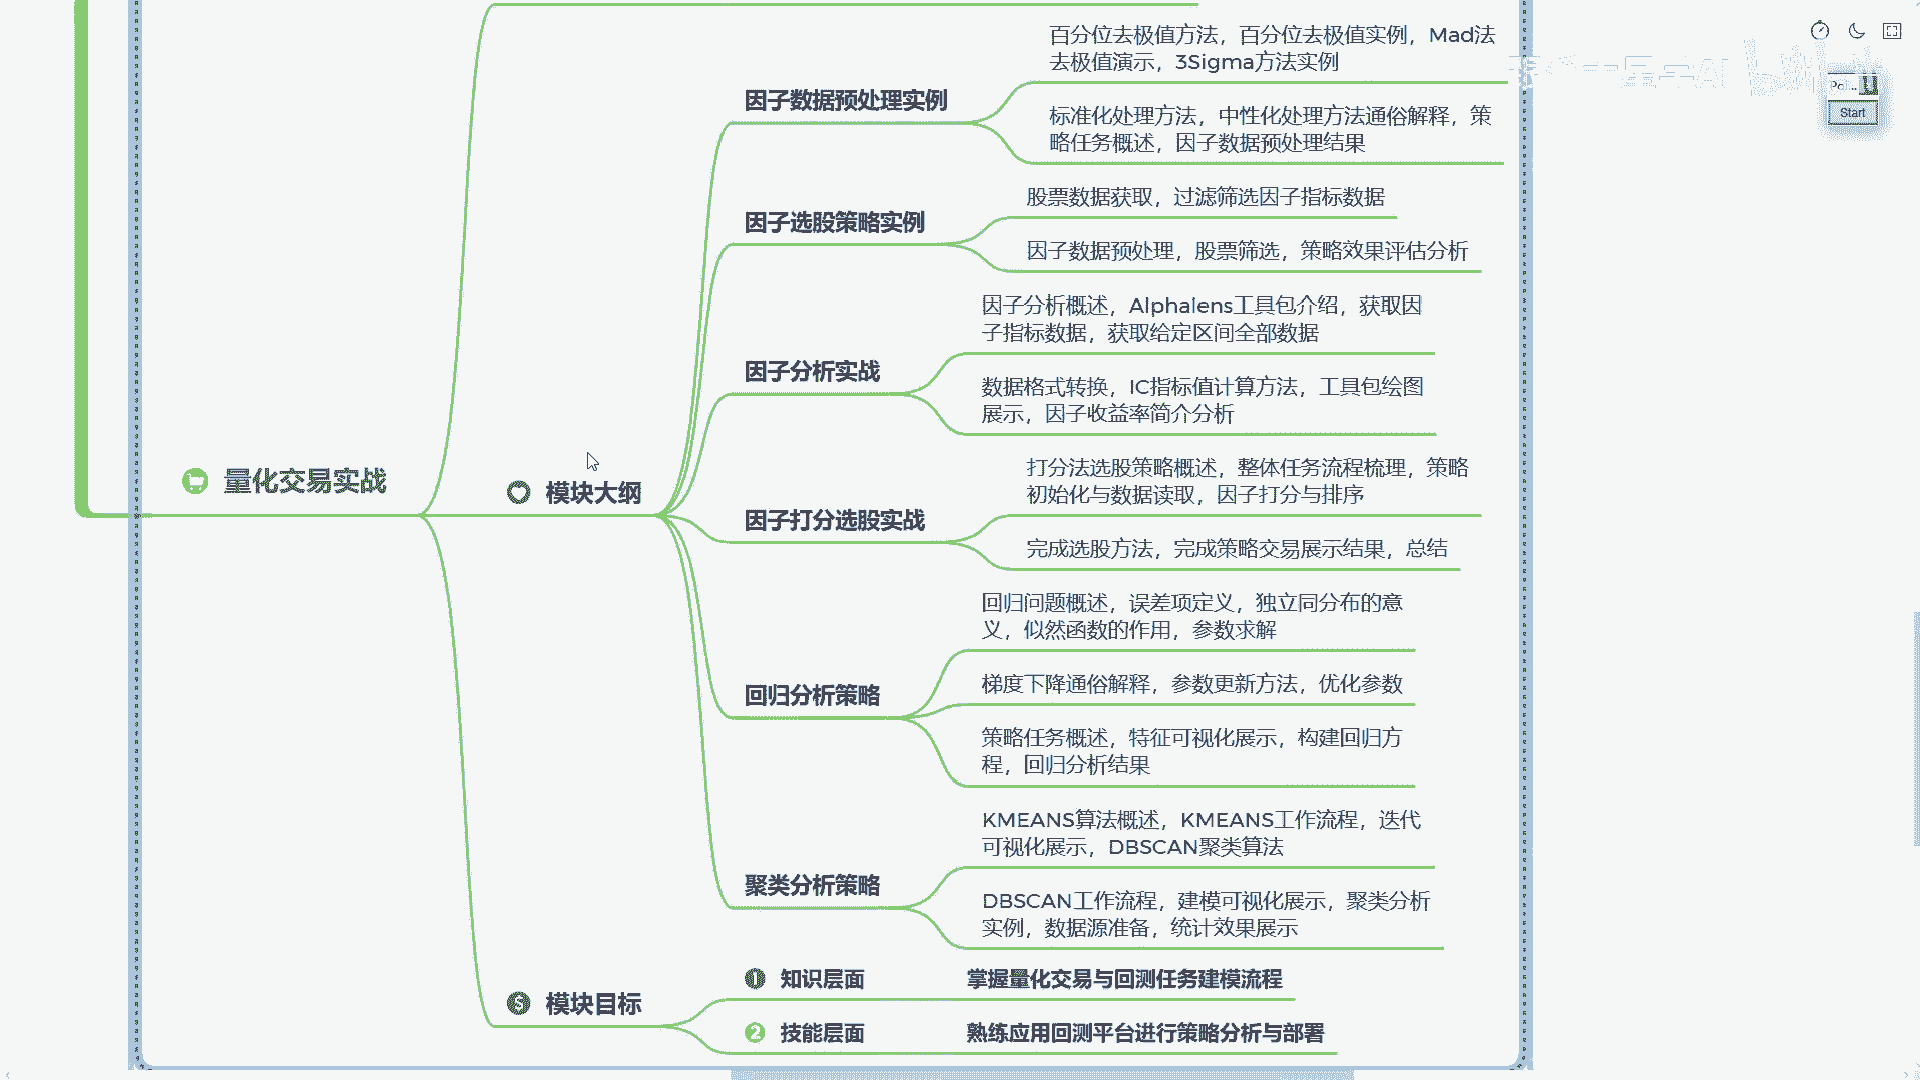 百分位去极值方法，百分位去极值实例，Mad法
去极值演示，3Sigma方法实例
因子数据预处理实例
标准化处理方法，中性化处理方法通俗解释，策
略任务概述，因子数据预处理结果
股票数据获取，过滤筛选因子指标数据
因子选股策略实例
因子数据预处理，股票筛选，策略效果评估分析
因子分析概述，Alphalens工具包介绍，获取因
子指标数据，获取给定区间全部数据
因子分析实战
数据格式转换，IC指标值计算方法，工具包绘图
展示，因子收益率简介分析
量化交易实战
模块大纲
打分法选股策略概述，整体任务流程梳理，策略
初始化与数据读取，因子打分与排序
因子打分选股实战
完成选股方法，完成策略交易展示结果，总结
回归问题概述，误差项定义，独立同分布的意
义，似然函数的作用，参数求解
回归分析策略
梯度下降通俗解释，参数更新方法，优化参数
策略任务概述，特征可视化展示，构建回归方
程，回归分析结果
KMEANS算法概述，KMEANS工作流程，迭代
可视化展示，DBSCAN聚类算法
聚类分析策略
DBSCAN工作流程，建模可视化展示，聚类分析
实例，数据源准备，统计效果展示
模块目标
1 知识层面 掌握量化交易与回测任务建模流程
2 技能层面 熟练应用回测平台进行策略分析与部署
Start